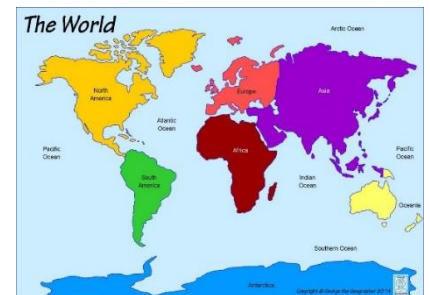 The World
Arctic Ocean
North
America
Europe
Asia
Atlantic
Ocean
Pacific
Ocean
Africa
Pacific
Ocean
South
America
Indian
Ocean
Oceania
Southern Ocean
Antarctica